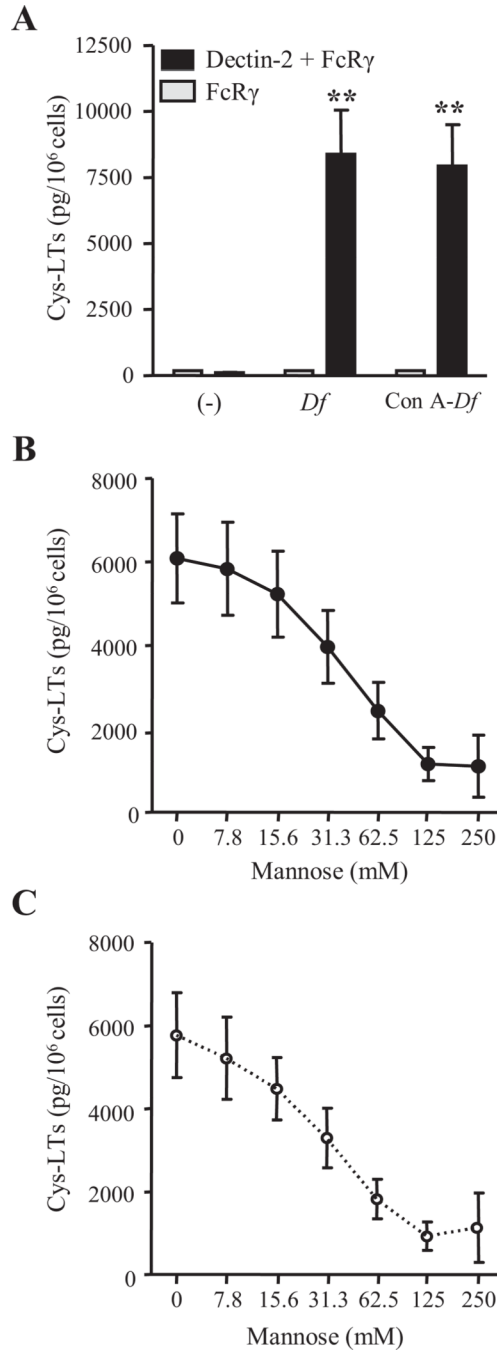 A
12500
10000
7500
5000
2500
0
Cys-LTs (pg/10⁶ cells)
Dectin-2 + FcRγ
FcRγ
**
**
(-)
Df
Con A-Df
B
8000
6000
4000
2000
0
Cys-LTs (pg/10⁶ cells)
0 7.8 15.6 31.3 62.5 125 250
Mannose (mM)
C
8000
6000
4000
2000
0
Cys-LTs (pg/10⁶ cells)
0 7.8 15.6 31.3 62.5 125 250
Mannose (mM)